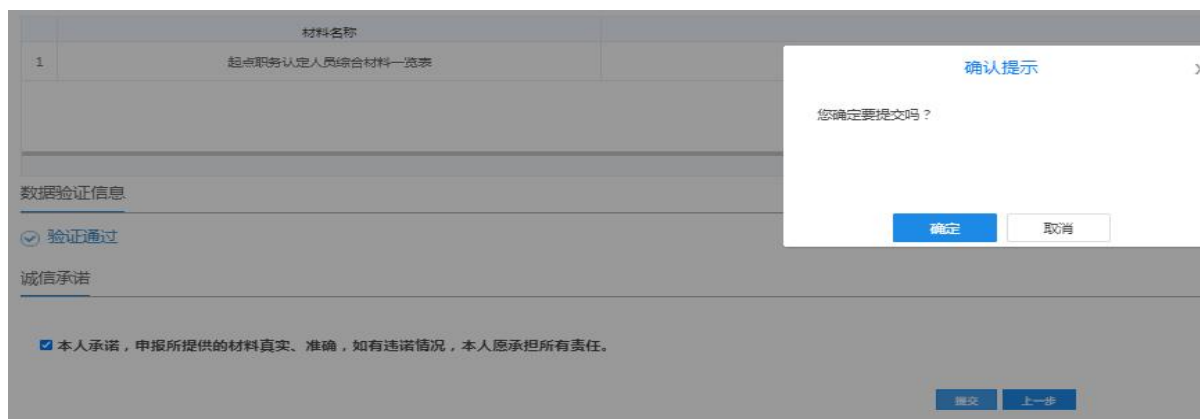 材料名称
1 起点职务认定人员综合材料一览表
确认提示
您确定要提交吗？
确定 取消
数据验证信息
验证通过
诚信承诺
本人承诺，申报所提供的材料真实、准确，如有违诺情况，本人愿承担所有责任。
提交 上一步